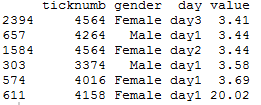 ticknumb gender day value
2394 4564 Female day3 3.41
657 4264 Male day1 3.44
1584 4564 Female day2 3.44
303 3374 Male day1 3.58
574 4016 Female day1 3.69
611 4158 Female day1 20.02